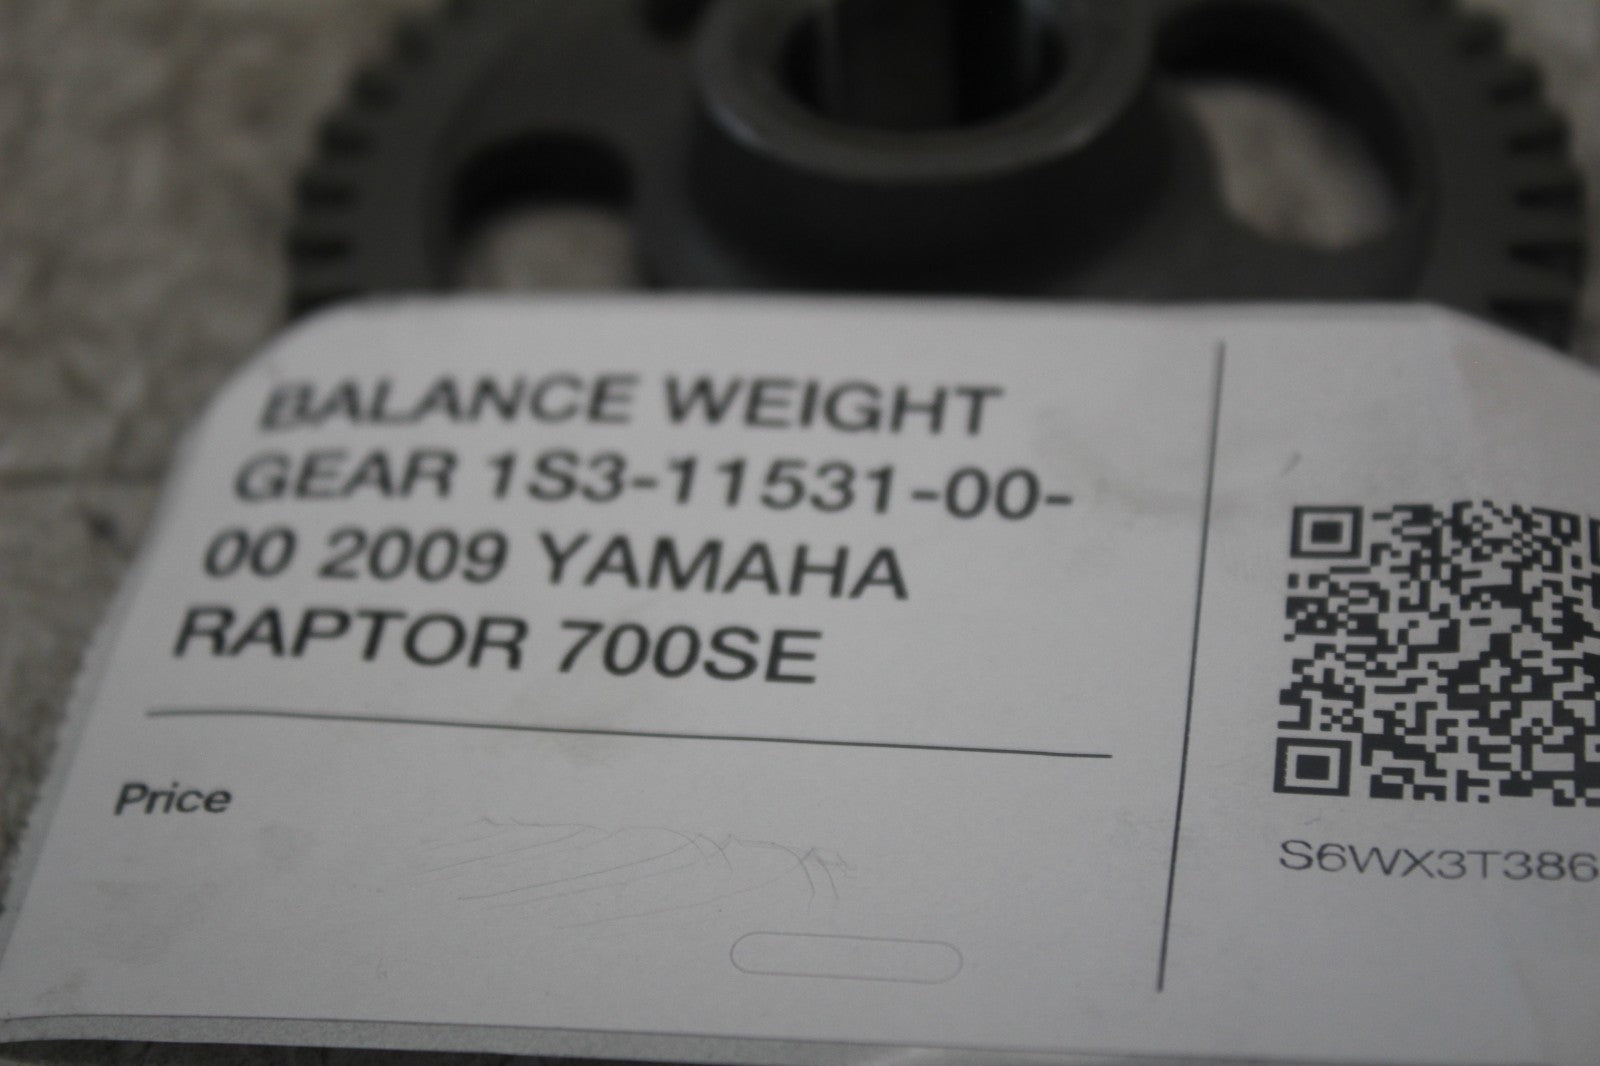 BALANCE WEIGHT
GEAR 1S3-11531-00-
00 2009 YAMAHA
RAPTOR 700SE
Price
S6WX3T386